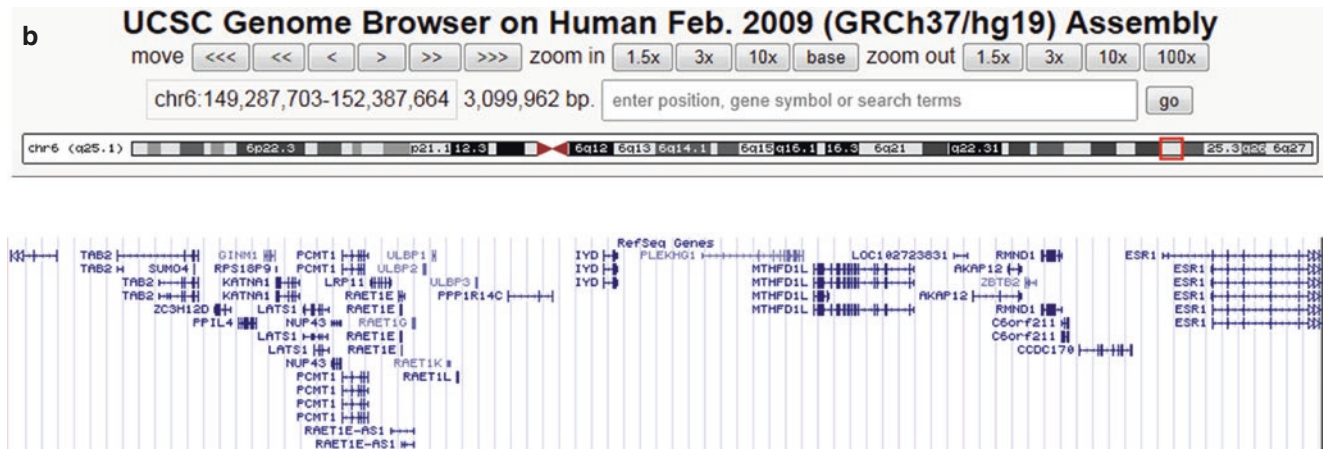 b
UCSC Genome Browser on Human Feb. 2009 (GRCh37/hg19) Assembly
move <<< << < > >> >>> zoom in 1.5x 3x 10x base zoom out 1.5x 3x 10x 100x
chr6:149,287,703-152,387,664 3,099,962 bp. enter position, gene symbol or search terms go
chr6 (q25.1) 6p22.3 p21.1 12.3 6q12 6q13 6q14.1 6q15 q16.1 16.3 6q21 q22.31 25.3 q26 6q27
RefSeq Genes
TAB2 GINM1 PCMT1 ULBP1 IYD PLEKHG1 LOC102723831 RMND1 ESR1
TAB2 SUMO4 RPS18P9 PCMT1 ULBP2 IYD MTHFD1L AKAP12 ESR1
TAB2 KATNA1 LRP11 ULBP3 IYD MTHFD1L ZBTB2 ESR1
TAB2 KATNA1 RAET1E PPP1R14C MTHFD1L AKAP12 ESR1
ZC3H12D LATS1 RAET1E MTHFD1L RMND1 ESR1
PPIL4 NUP43 RAET1G C6orf211 ESR1
LATS1 RAET1E C6orf211
LATS1 RAET1E CCDC170
NUP43 RAET1K
PCMT1 RAET1L
PCMT1
PCMT1
PCMT1
RAET1E-AS1
RAET1E-AS1